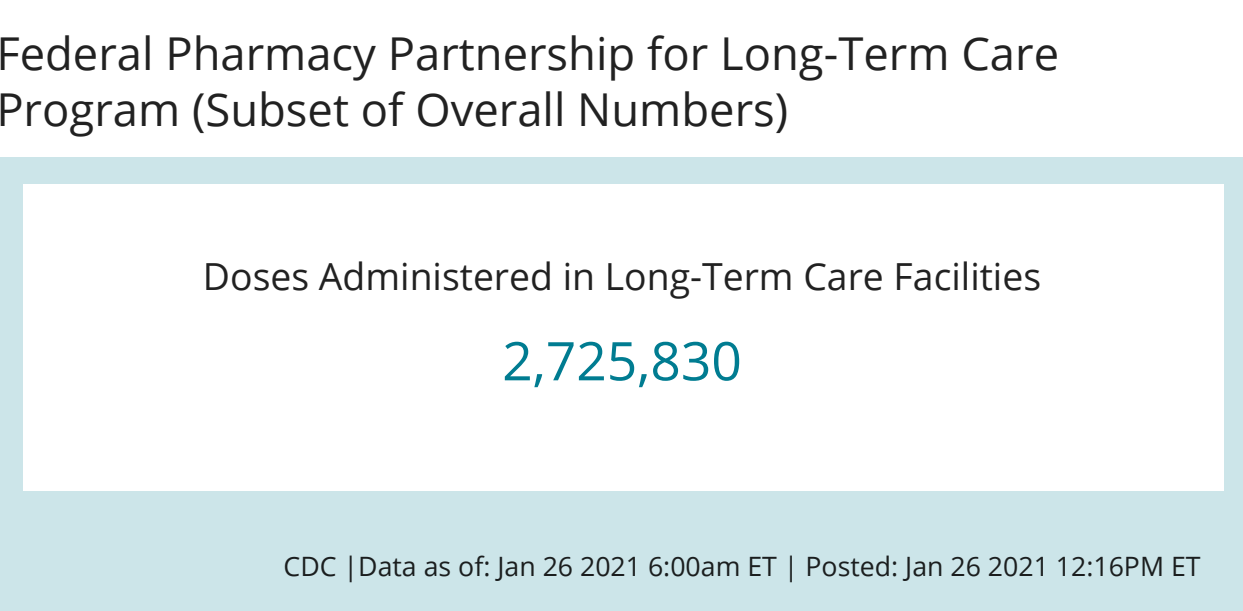 Federal Pharmacy Partnership for Long-Term Care
Program (Subset of Overall Numbers)
Doses Administered in Long-Term Care Facilities
2,725,830
CDC |Data as of: Jan 26 2021 6:00am ET | Posted: Jan 26 2021 12:16PM ET